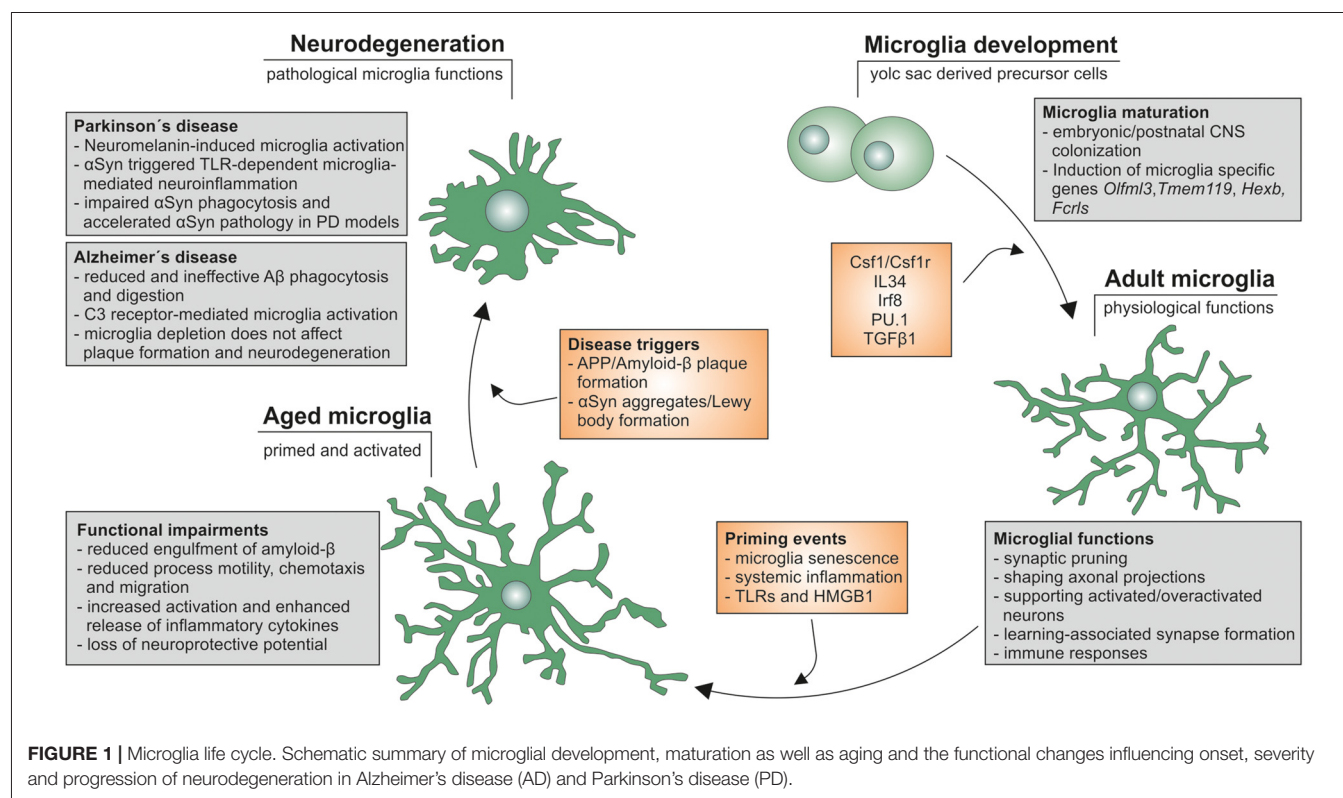 Neurodegeneration
pathological microglia functions
Parkinson´s disease
- Neuromelanin-induced microglia activation
- αSyn triggered TLR-dependent microglia-
mediated neuroinflammation
- impaired αSyn phagocytosis and
accelerated αSyn pathology in PD models
Alzheimer´s disease
- reduced and ineffective Aβ phagocytosis
and digestion
- C3 receptor-mediated microglia activation
- microglia depletion does not affect
plaque formation and neurodegeneration
Microglia development
yolc sac derived precursor cells
Microglia maturation
- embryonic/postnatal CNS
colonization
- Induction of microglia specific
genes Olfml3,Tmem119, Hexb,
Fcrls
Csf1/Csf1r
IL34
Irf8
PU.1
TGFβ1
Adult microglia
physiological functions
Disease triggers
- APP/Amyloid-β plaque
formation
- αSyn aggregates/Lewy
body formation
Aged microglia
primed and activated
Functional impairments
- reduced engulfment of amyloid-β
- reduced process motility, chemotaxis
and migration
- increased activation and enhanced
release of inflammatory cytokines
- loss of neuroprotective potential
Priming events
- microglia senescence
- systemic inflammation
- TLRs and HMGB1
Microglial functions
- synaptic pruning
- shaping axonal projections
- supporting activated/overactivated
neurons
- learning-associated synapse formation
- immune responses
FIGURE 1 | Microglia life cycle. Schematic summary of microglial development, maturation as well as aging and the functional changes influencing onset, severity
and progression of neurodegeneration in Alzheimer's disease (AD) and Parkinson's disease (PD).